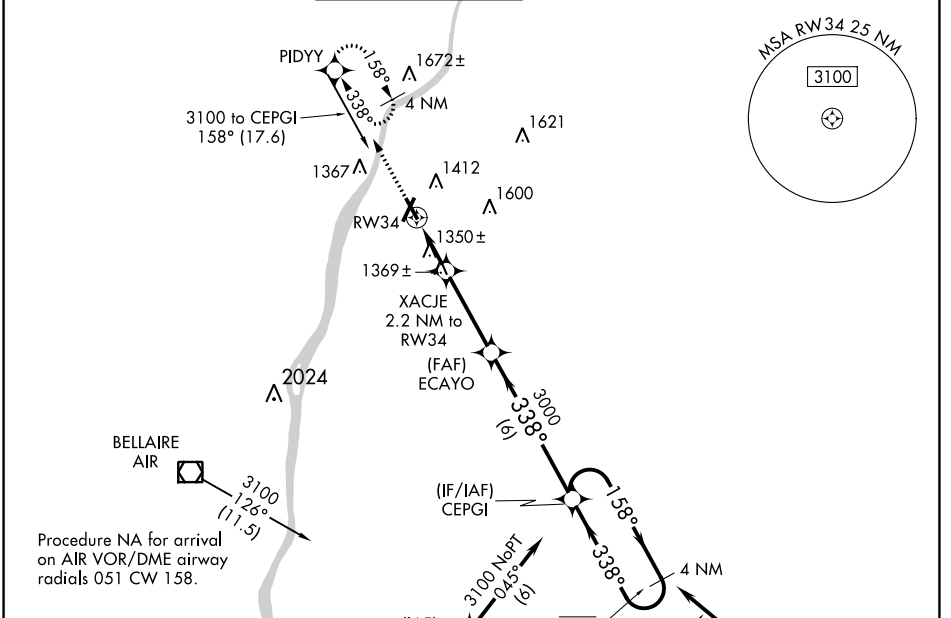 MSA RW34 25 NM
3100
PIDYY
158°
1672±
338°
4 NM
3100 to CEPGI
158° (17.6)
1621
1367
1412
1600
RW34
1350±
1369±
XACJE
2.2 NM to
RW34
(FAF)
ECAYO
2024
3000
338°
(6)
BELLAIRE
AIR
3100
126°
(11.5)
(IF/IAF)
CEPGI
158°
338°
4 NM
Procedure NA for arrival
on AIR VOR/DME airway
radials 051 CW 158.
3100 NoPT
045°
(6)